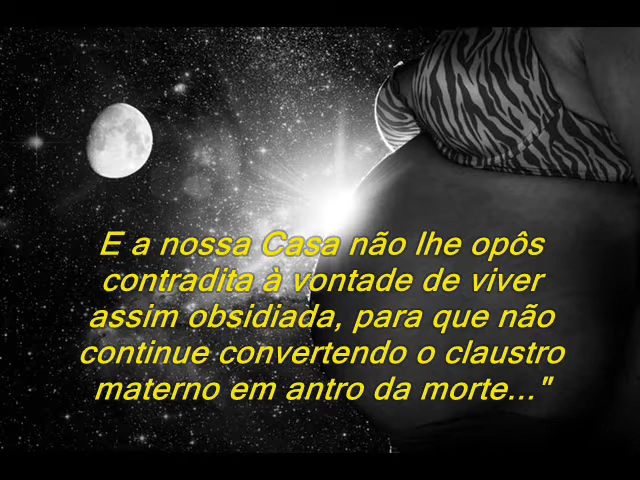 E a nossa Casa não lhe opôs
contradita à vontade de viver
assim obsidiada, para que não
continue convertendo o claustro
materno em antro da morte..."